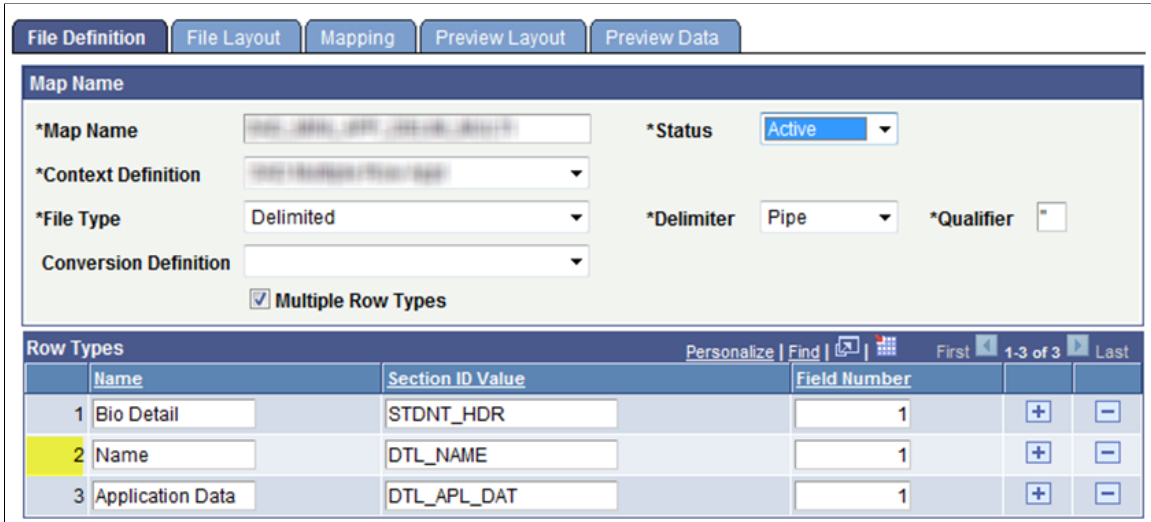 File Definition File Layout Mapping Preview Layout Preview Data
Map Name
*Map Name *Status Active
*Context Definition
*File Type Delimited *Delimiter Pipe *Qualifier "
Conversion Definition
Multiple Row Types
Row Types Personalize | Find | | First 1-3 of 3 Last
Name Section ID Value Field Number
1 Bio Detail STDNT_HDR 1
2 Name DTL_NAME 1
3 Application Data DTL_APL_DAT 1